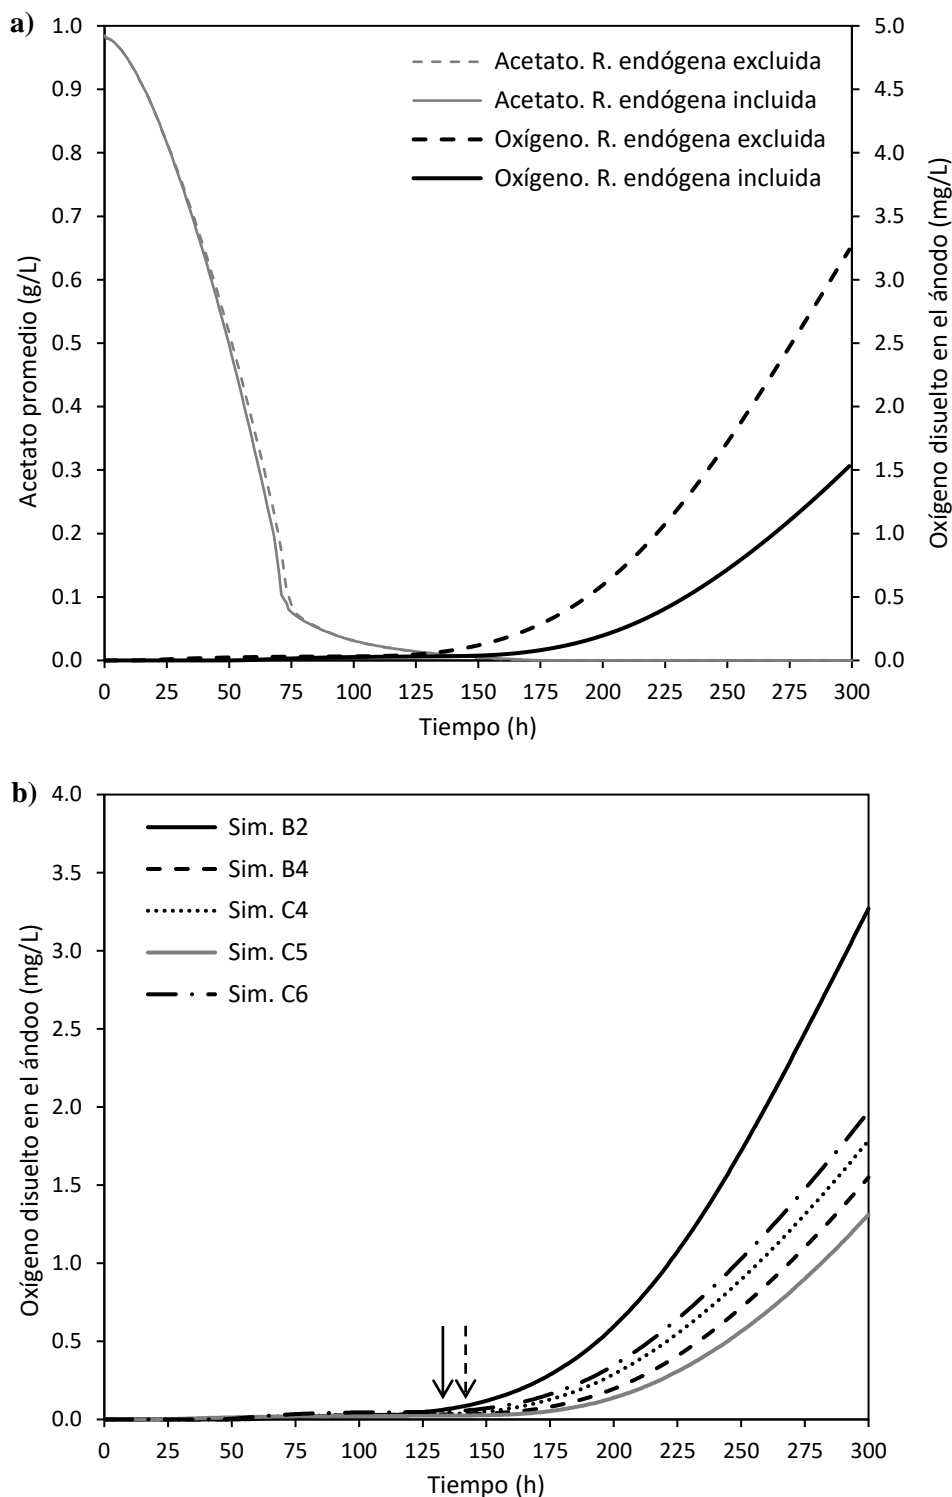 a)
1.0
0.9
0.8
0.7
0.6
0.5
0.4
0.3
0.2
0.1
0.0
Acetato promedio (g/L)
Acetato. R. endógena excluida
Acetato. R. endógena incluida
Oxígeno. R. endógena excluida
Oxígeno. R. endógena incluida
5.0
4.5
4.0
3.5
3.0
2.5
2.0
1.5
1.0
0.5
0.0
Oxígeno disuelto en el ánodo (mg/L)
0 25 50 75 100 125 150 175 200 225 250 275 300
Tiempo (h)
b)
4.0
3.5
3.0
2.5
2.0
1.5
1.0
0.5
0.0
Oxígeno disuelto en el ándoo (mg/L)
Sim. B2
Sim. B4
Sim. C4
Sim. C5
Sim. C6
0 25 50 75 100 125 150 175 200 225 250 275 300
Tiempo (h)